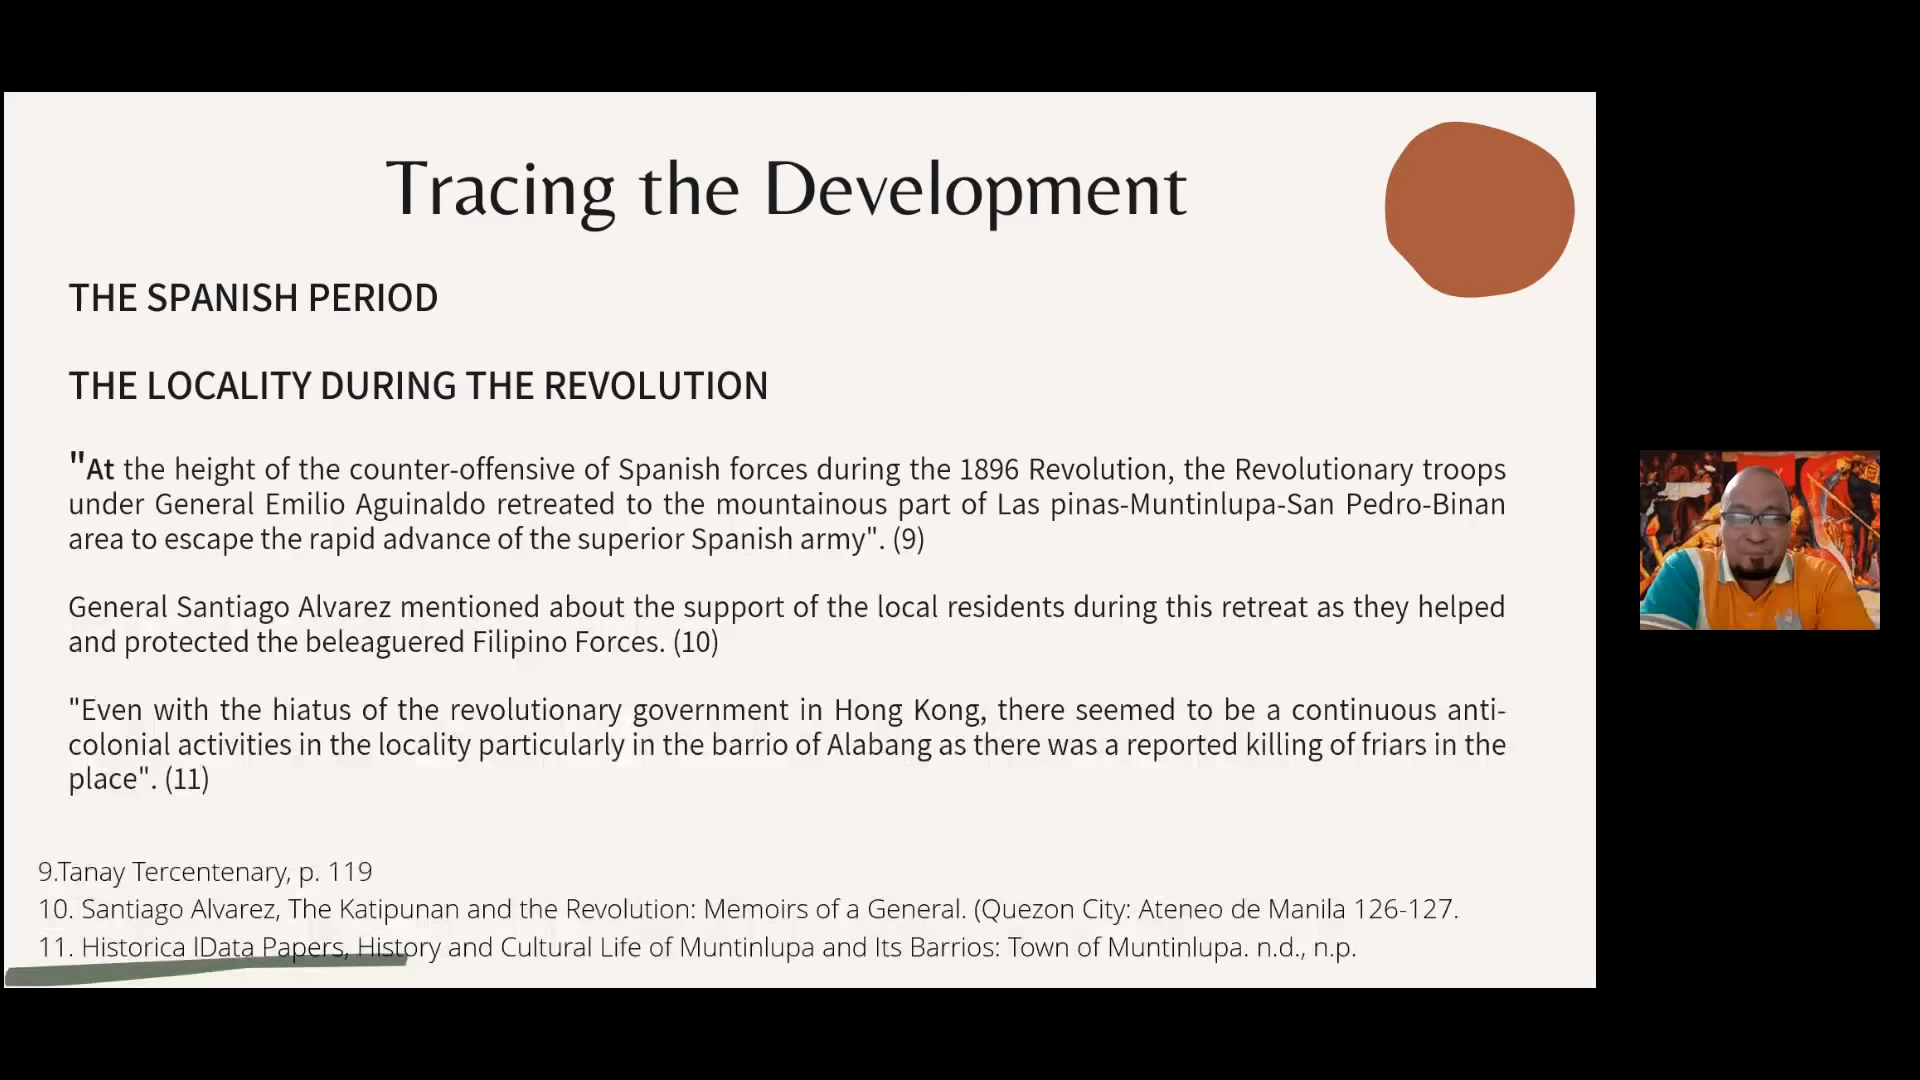 Tracing the Development
THE SPANISH PERIOD
THE LOCALITY DURING THE REVOLUTION
"At the height of the counter-offensive of Spanish forces during the 1896 Revolution, the Revolutionary troops
under General Emilio Aguinaldo retreated to the mountainous part of Las pinas-Muntinlupa-San Pedro-Binan
area to escape the rapid advance of the superior Spanish army". (9)
General Santiago Alvarez mentioned about the support of the local residents during this retreat as they helped
and protected the beleaguered Filipino Forces. (10)
"Even with the hiatus of the revolutionary government in Hong Kong, there seemed to be a continuous anti-
colonial activities in the locality particularly in the barrio of Alabang as there was a reported killing of friars in the
place". (11)
9.Tanay Tercentenary, p. 119
10. Santiago Alvarez, The Katipunan and the Revolution: Memoirs of a General. (Quezon City: Ateneo de Manila 126-127.
11. Historica lData Papers, History and Cultural Life of Muntinlupa and Its Barrios: Town of Muntinlupa. n.d., n.p.